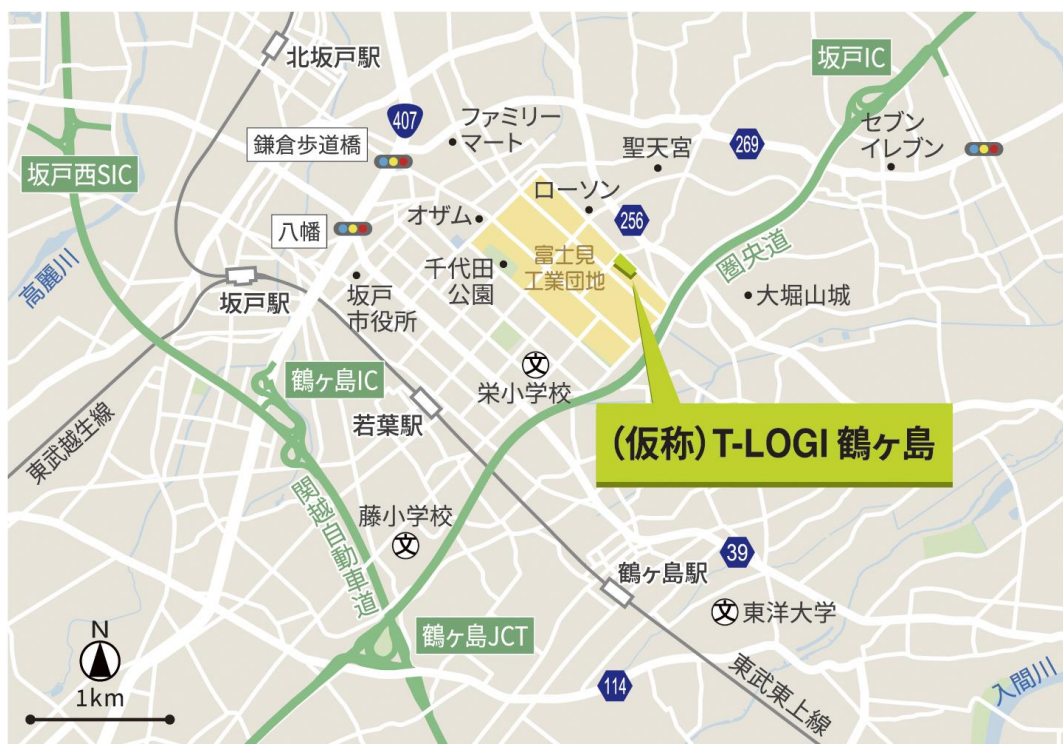 北坂戸駅
坂戸IC
407
ファミリー
マート
セブン
イレブン
鎌倉歩道橋
聖天宮
269
坂戸西SIC
ローソン
オザム
256
八幡
富士見
工業団地
圏央道
千代田
公園
高麗川
坂戸駅
坂戸
市役所
大堀山城
文
栄小学校
鶴ヶ島IC
若葉駅
(仮称)T-LOGI 鶴ヶ島
東武越生線
関越自動車道
藤小学校
文
39
鶴ヶ島駅
文 東洋大学
鶴ヶ島JCT
N
1km
114
東武東上線
入間川